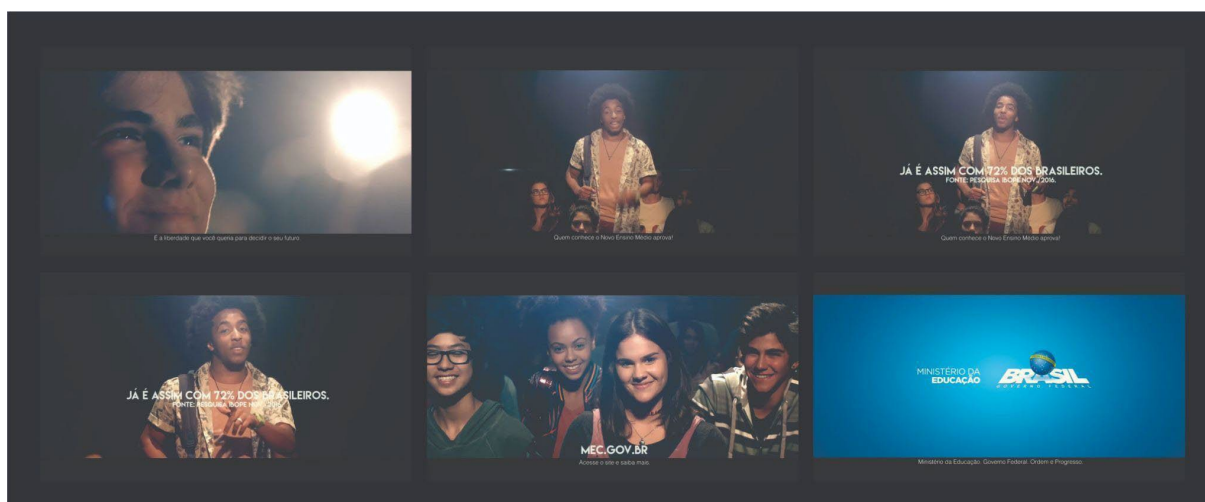 É a liberdade que você queria para decidir o seu futuro
Quem conhece o Novo Ensino Médio aprova!
JÁ É ASSIM COM 72% DOS BRASILEIROS.
FONTE: PESQUISA IBOPE NOV./2016.
Quem conhece o Novo Ensino Médio aprova!
JÁ É ASSIM COM 72% DOS BRASILEIROS.
FONTE: PESQUISA IBOPE
MEC.GOV.BR
Acesse o site e saiba mais.
MINISTÉRIO DA
EDUCAÇÃO
BRASIL
GOVERNO FEDERAL
Ministério da Educação. Governo Federal. Ordem e Progresso